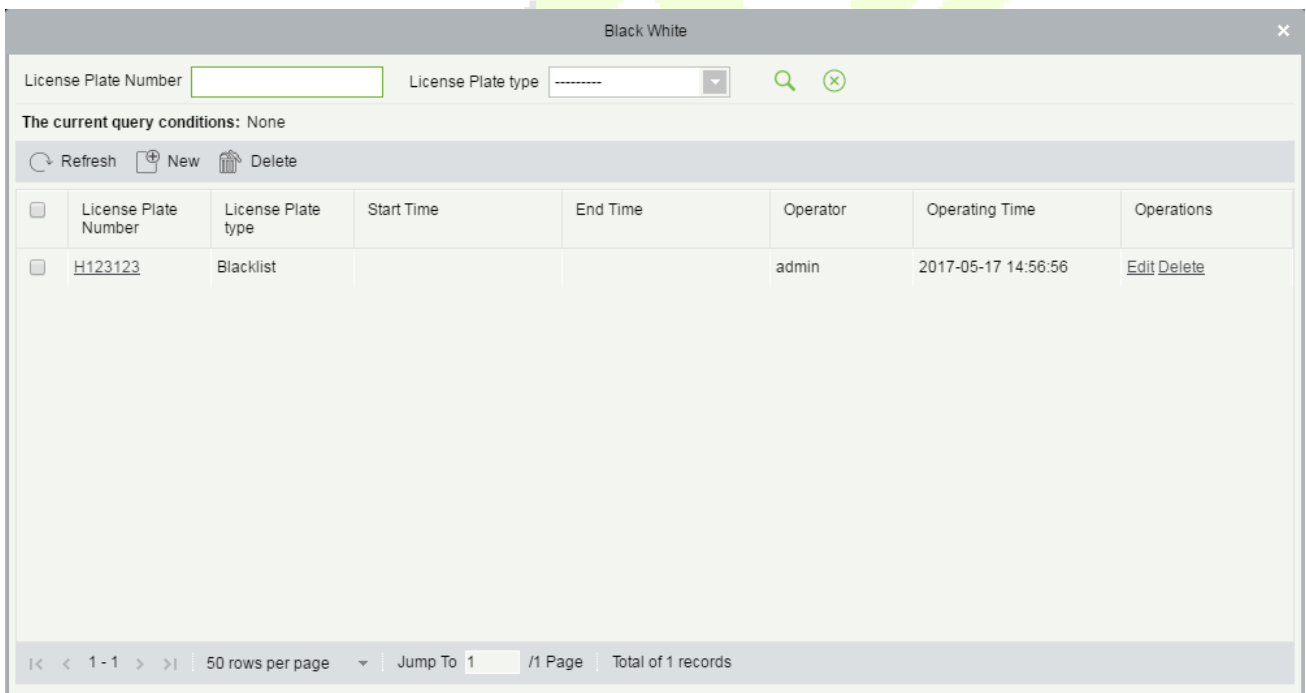 Black White
License Plate Number License Plate type ---------
The current query conditions: None
Refresh New Delete
License Plate Number License Plate type Start Time End Time Operator Operating Time Operations
H123123 Blacklist admin 2017-05-17 14:56:56 Edit Delete
1 - 1 50 rows per page Jump To 1 /1 Page Total of 1 records